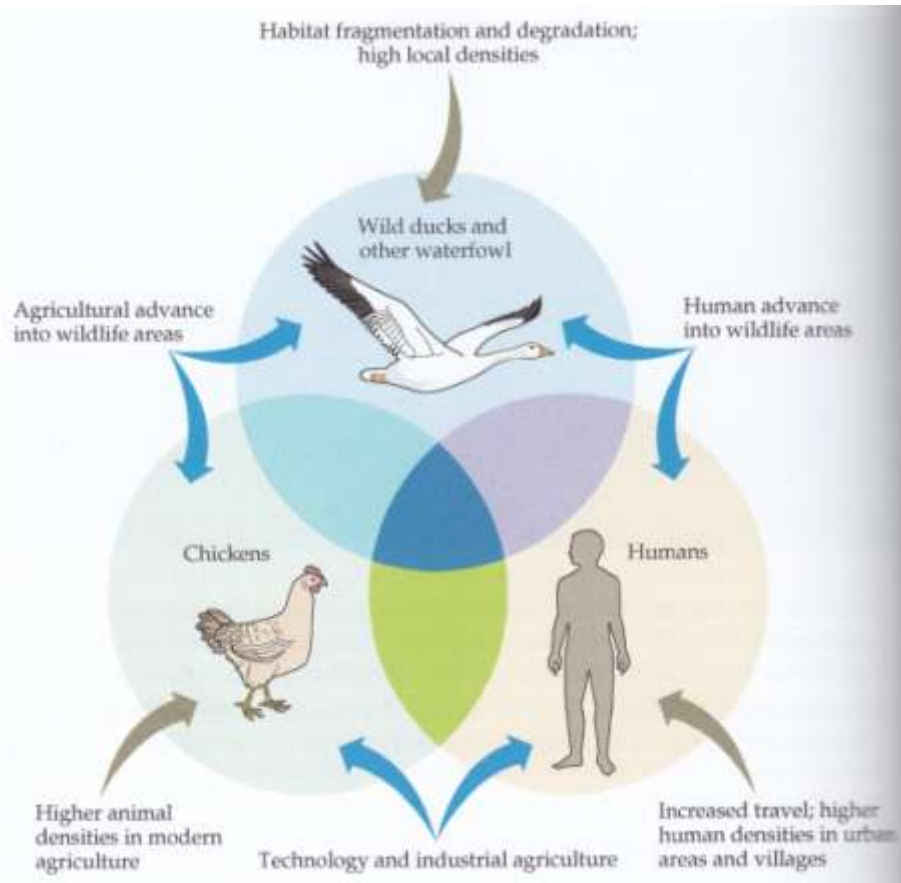 Habitat fragmentation and degradation;
high local densities
Wild ducks and
other waterfowl
Agricultural advance
into wildlife areas
Human advance
into wildlife areas
Chickens
Humans
Higher animal
densities in modern
agriculture
Technology and industrial agriculture
Increased travel; higher
human densities in urban
areas and villages